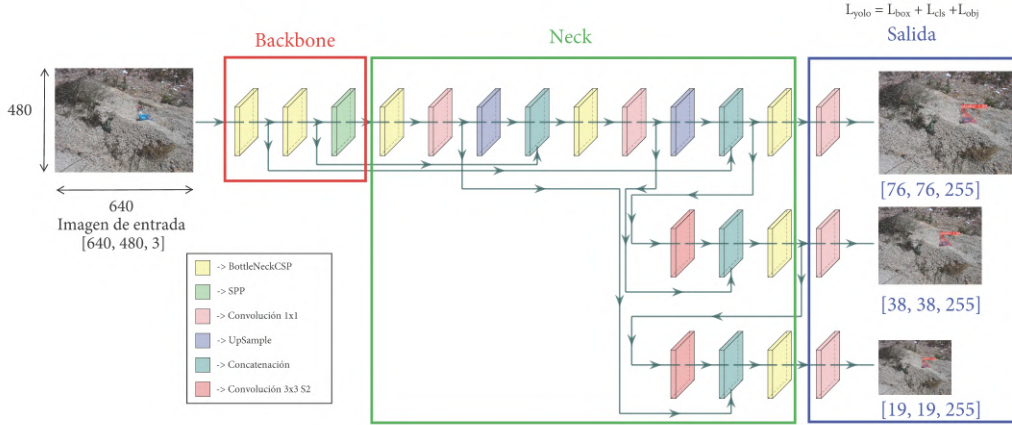 L_yolo = L_box + L_cls +L_obj
Backbone
Neck
Salida
480
640
Imagen de entrada
[640, 480, 3]
[76, 76, 255]
[38, 38, 255]
[19, 19, 255]
-> BottleNeckCSP
-> SPP
-> Convolución 1x1
-> UpSample
-> Concatenación
-> Convolución 3x3 S2